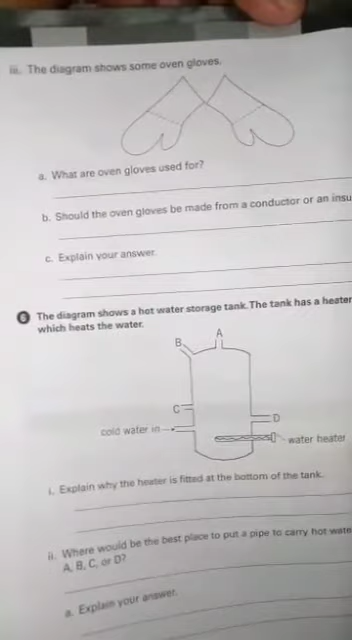 iii. The diagram shows some oven gloves.
a. What are oven gloves used for?
b. Should the oven gloves be made from a conductor or an insu
c. Explain your answer.
6 The diagram shows a hot water storage tank. The tank has a heater
which heats the water.
A
B
C
cold water in
D
water heater
i. Explain why the heater is fitted at the bottom of the tank.
ii. Where would be the best place to put a pipe to carry hot wate
A, B, C, or D?
a. Explain your answer.